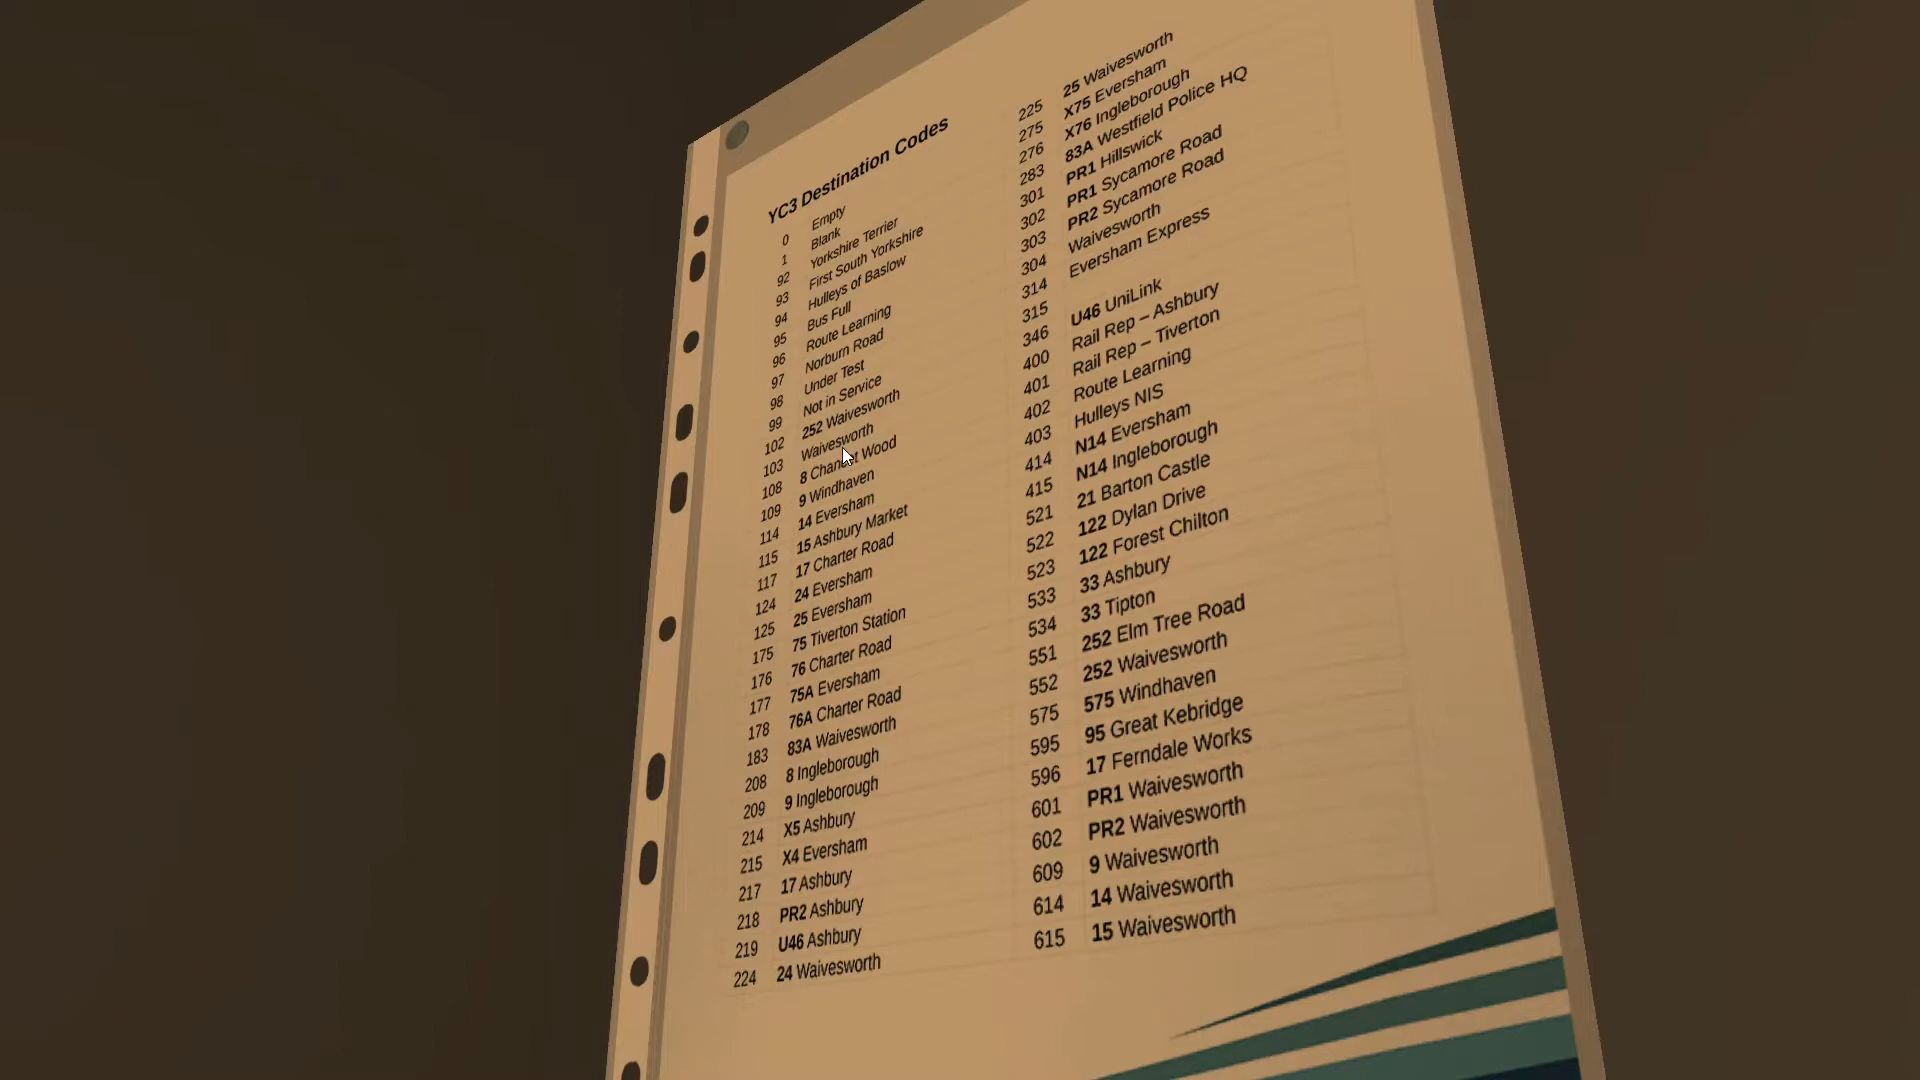 YC3 Destination Codes
0 Empty
1 Blank
92 Yorkshire Terrier
93 First South Yorkshire
94 Hulleys of Baslow
95 Bus Full
96 Route Learning
97 Norburn Road
98 Under Test
99 Not in Service
102 252 Waivesworth
103 Waivesworth
108 8 Chancet Wood
109 9 Windhaven
114 14 Eversham
115 15 Ashbury Market
117 17 Charter Road
124 24 Eversham
125 25 Eversham
175 75 Tiverton Station
176 76 Charter Road
177 75A Eversham
178 76A Charter Road
183 83A Waivesworth
208 8 Ingleborough
209 9 Ingleborough
214 X5 Ashbury
215 X4 Eversham
217 17 Ashbury
218 PR2 Ashbury
219 U46 Ashbury
224 24 Waivesworth
225 25 Waivesworth
275 X75 Eversham
276 X76 Ingleborough
283 83A Westfield Police HQ
301 PR1 Hillswick
302 PR1 Sycamore Road
303 PR2 Sycamore Road
304 Waivesworth
314 Eversham Express
315
346 U46 UniLink
400 Rail Rep – Ashbury
401 Rail Rep – Tiverton
402 Route Learning
403 Hulleys NIS
414 N14 Eversham
415 N14 Ingleborough
521 21 Barton Castle
522 122 Dylan Drive
523 122 Forest Chilton
533 33 Ashbury
534 33 Tipton
551 252 Elm Tree Road
552 252 Waivesworth
575 575 Windhaven
595 95 Great Kebridge
596 17 Ferndale Works
601 PR1 Waivesworth
602 PR2 Waivesworth
609 9 Waivesworth
614 14 Waivesworth
615 15 Waivesworth